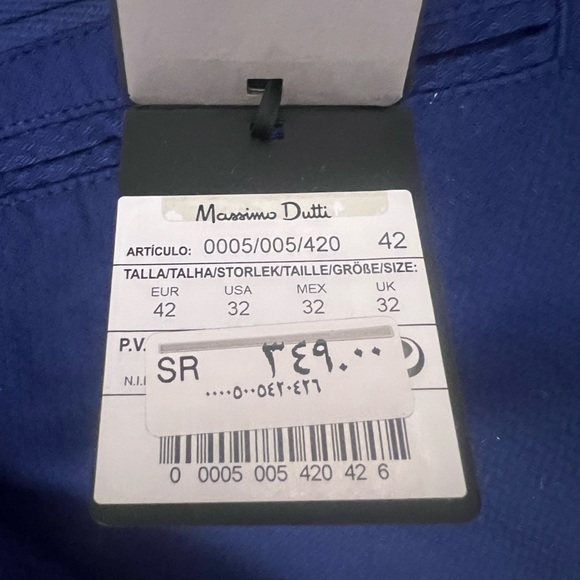 Massimo Dutti
ARTÍCULO: 0005/005/420 42
TALLA/TALHA/STORLEK/TAILLE/GRÖßE/SIZE:
EUR USA MEX UK
42 32 32 32
P.V.
SR ٣٤٩.٠٠
N.I.
٠٠٠٠٥٠٠٥٤٢٠٤٢٦
0 0005 005 420 42 6